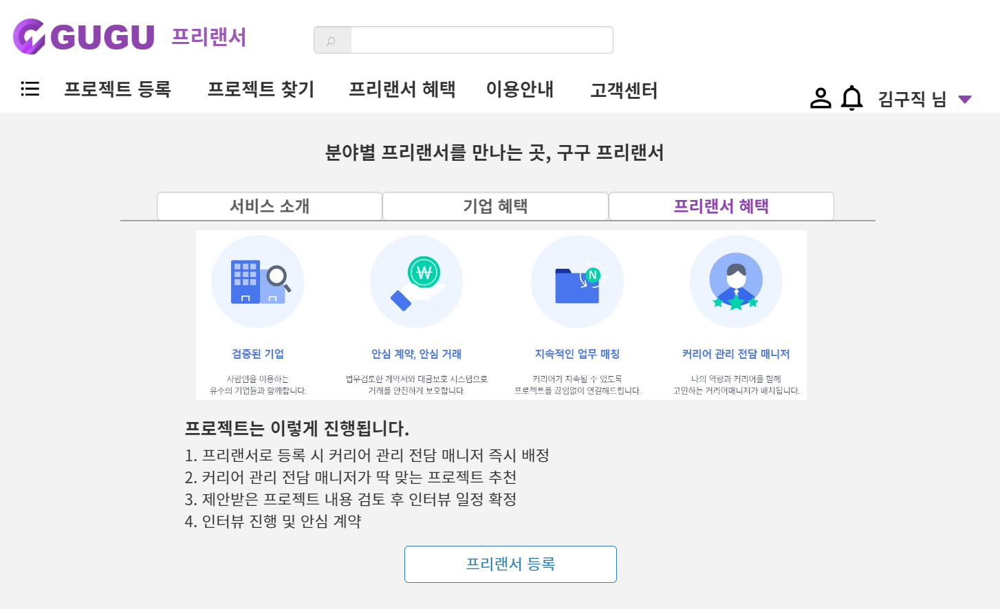 GUGU 프리랜서
프로젝트 등록 프로젝트 찾기 프리랜서 혜택 이용안내 고객센터
김구직 님
분야별 프리랜서를 만나는 곳, 구구 프리랜서
서비스 소개 기업 혜택 프리랜서 혜택
₩
N
검증된 기업
사람인을 이용하는
유수의 기업들과 함께합니다.
안심 계약, 안심 거래
법무검토한 계약서와 대금보호 시스템으로
거래를 안전하게 보호합니다.
지속적인 업무 매칭
커리어가 지속될 수 있도록
프로젝트를 끊임없이 연결해드립니다.
커리어 관리 전담 매니저
나의 역량과 커리어를 함께
고민하는 커리어매니저가 배치됩니다.
프로젝트는 이렇게 진행됩니다.
1. 프리랜서로 등록 시 커리어 관리 전담 매니저 즉시 배정
2. 커리어 관리 전담 매니저가 딱 맞는 프로젝트 추천
3. 제안받은 프로젝트 내용 검토 후 인터뷰 일정 확정
4. 인터뷰 진행 및 안심 계약
프리랜서 등록